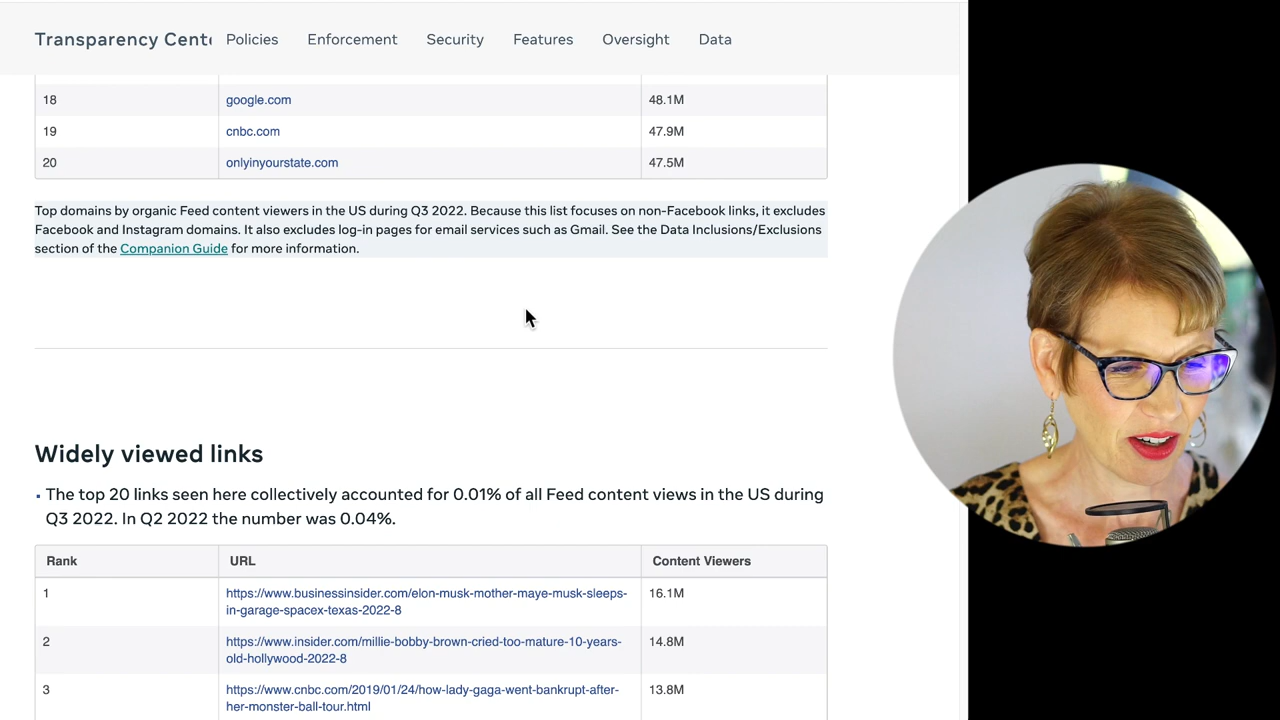 Transparency Cent
Policies
Enforcement
Security
Features
Oversight
Data
18 google.com 48.1M
19 cnbc.com 47.9M
20 onlyinyourstate.com 47.5M
Top domains by organic Feed content viewers in the US during Q3 2022. Because this list focuses on non-Facebook links, it excludes
Facebook and Instagram domains. It also excludes log-in pages for email services such as Gmail. See the Data Inclusions/Exclusions
section of the Companion Guide for more information.
Widely viewed links
▪ The top 20 links seen here collectively accounted for 0.01% of all Feed content views in the US during
Q3 2022. In Q2 2022 the number was 0.04%.
Rank URL Content Viewers
1 https://www.businessinsider.com/elon-musk-mother-maye-musk-sleeps- 16.1M
in-garage-spacex-texas-2022-8
2 https://www.insider.com/millie-bobby-brown-cried-too-mature-10-years- 14.8M
old-hollywood-2022-8
3 https://www.cnbc.com/2019/01/24/how-lady-gaga-went-bankrupt-after- 13.8M
her-monster-ball-tour.html